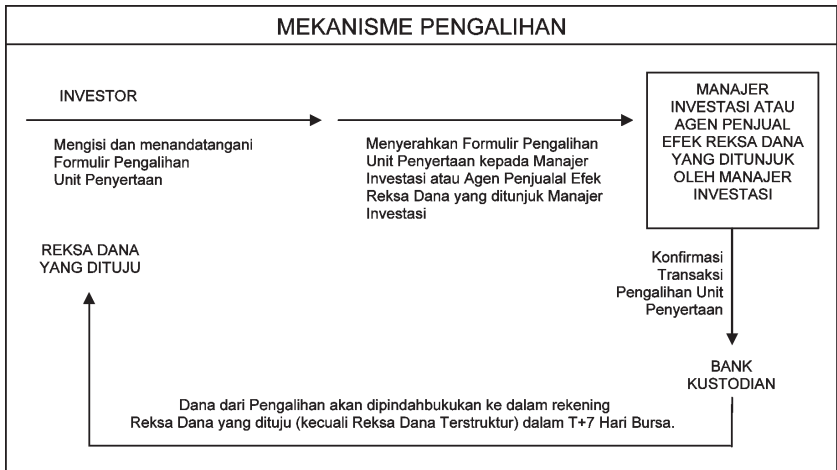 MEKANISME PENGALIHAN
INVESTOR
Mengisi dan menandatangani
Formulir Pengalihan
Unit Penyertaan
Menyerahkan Formulir Pengalihan
Unit Penyertaan kepada Manajer
Investasi atau Agen Penjualal Efek
Reksa Dana yang ditunjuk Manajer
Investasi
MANAJER
INVESTASI ATAU
AGEN PENJUAL
EFEK REKSA DANA
YANG DITUNJUK
OLEH MANAJER
INVESTASI
Konfirmasi
Transaksi
Pengalihan Unit
Penyertaan
BANK
KUSTODIAN
Dana dari Pengalihan akan dipindahbukukan ke dalam rekening
Reksa Dana yang dituju (kecuali Reksa Dana Terstruktur) dalam T+7 Hari Bursa.
REKSA DANA
YANG DITUJU